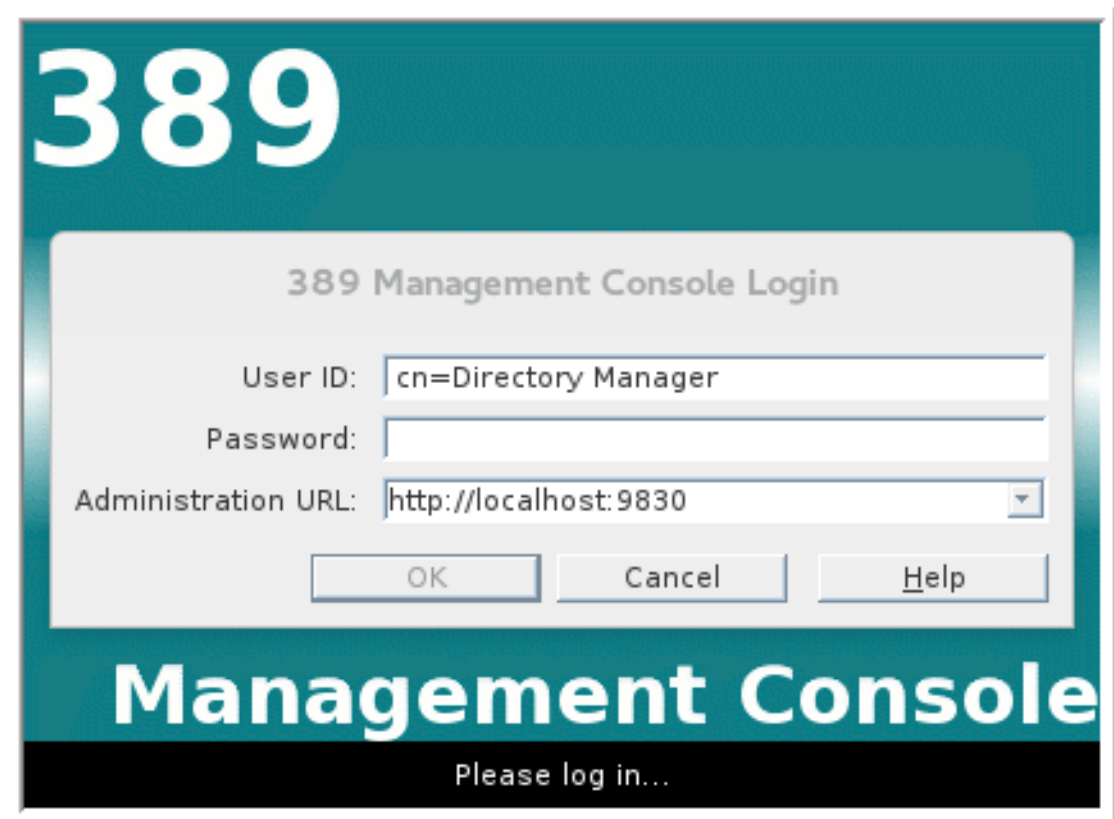 389
389 Management Console Login
User ID: cn=Directory Manager
Password:
Administration URL: http://localhost:9830
OK Cancel Help
Management Console
Please log in...